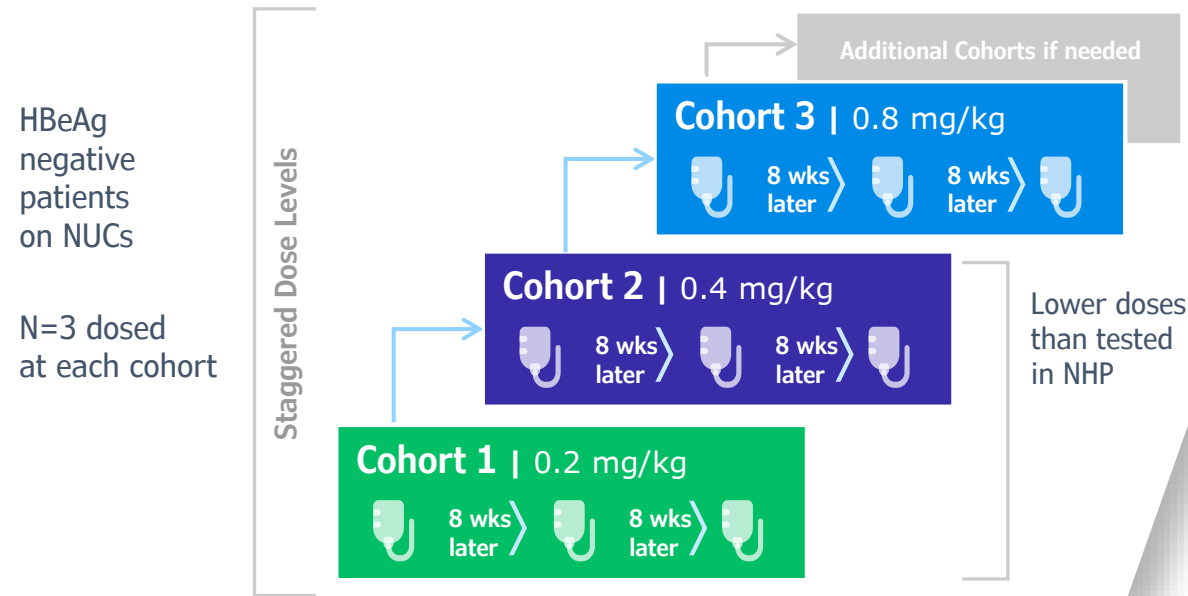 HBeAg
negative
patients
on NUCs
N=3 dosed
at each cohort
Staggered Dose Levels
Additional Cohorts if needed
Cohort 3 | 0.8 mg/kg
8 wks
later
8 wks
later
Cohort 2 | 0.4 mg/kg
8 wks
later
8 wks
later
Cohort 1 | 0.2 mg/kg
8 wks
later
8 wks
later
Lower doses
than tested
in NHP